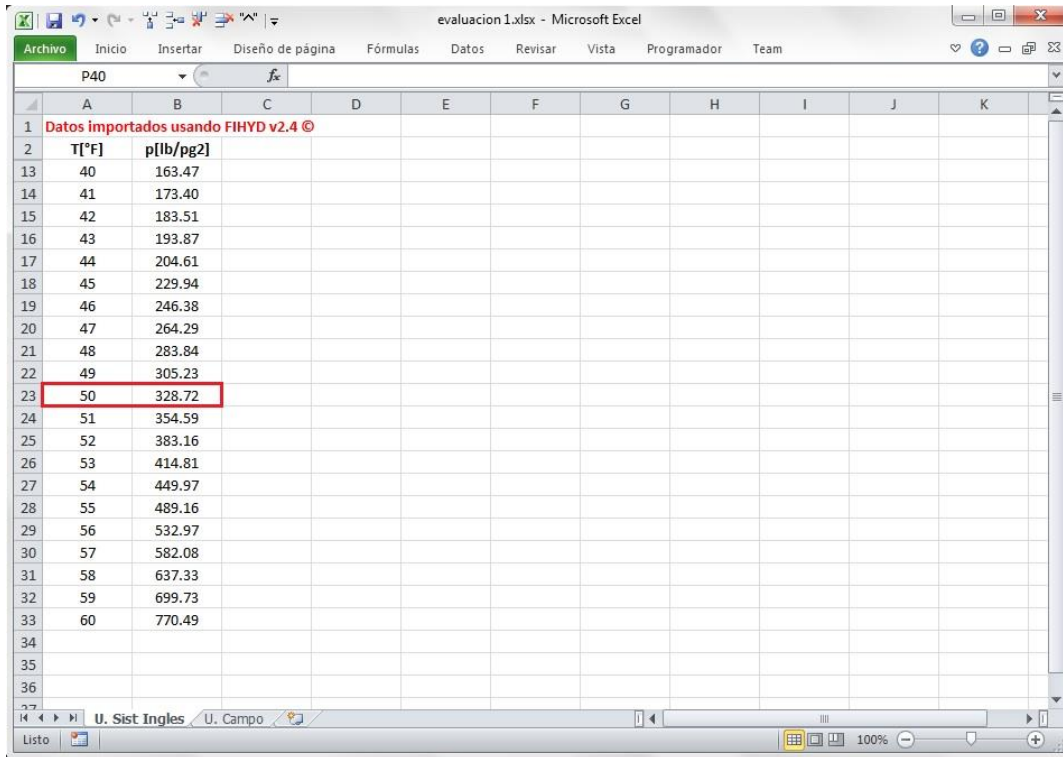 evaluacion 1.xlsx - Microsoft Excel
Archivo Inicio Insertar Diseño de página Fórmulas Datos Revisar Vista Programador Team
P40 fx
A B C D E F G H I J K
1 Datos importados usando FIHYD v2.4 ©
2 T[°F] p[lb/pg2]
13 40 163.47
14 41 173.40
15 42 183.51
16 43 193.87
17 44 204.61
18 45 229.94
19 46 246.38
20 47 264.29
21 48 283.84
22 49 305.23
23 50 328.72
24 51 354.59
25 52 383.16
26 53 414.81
27 54 449.97
28 55 489.16
29 56 532.97
30 57 582.08
31 58 637.33
32 59 699.73
33 60 770.49
34
35
36
37
U. Sist Ingles U. Campo
Listo 100%